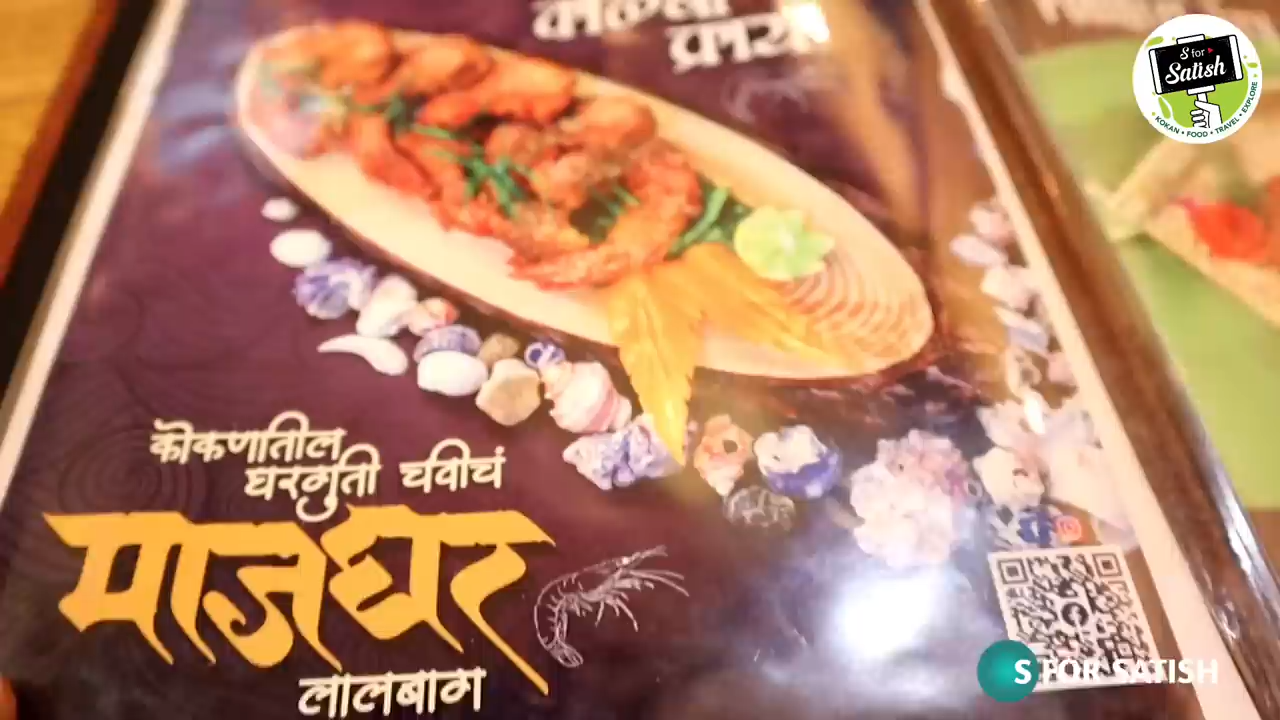 फ्राय
S for
Satish
KOKAN • FOOD • TRAVEL • EXPLORE
कोकणातील
घरगुती चवीचं
माजघर
लालबाग
S FOR SATISH